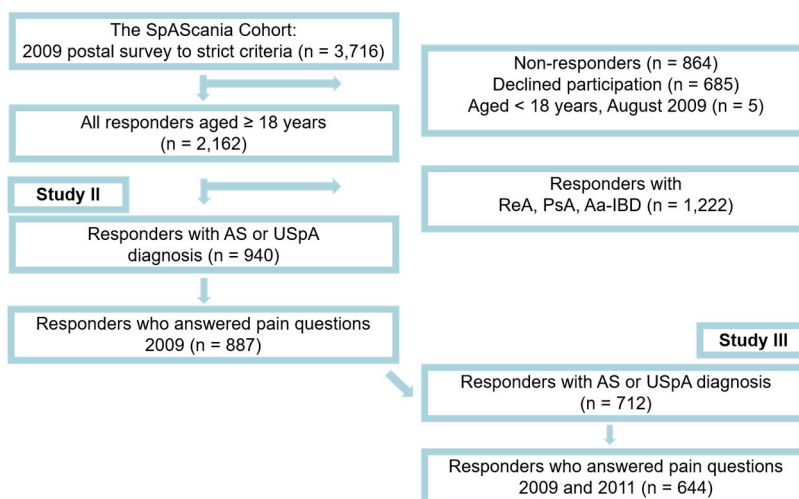 The SpAScania Cohort:
2009 postal survey to strict criteria (n = 3,716)
Non-responders (n = 864)
Declined participation (n = 685)
Aged < 18 years, August 2009 (n = 5)
All responders aged ≥ 18 years
(n = 2,162)
Study II
Responders with
ReA, PsA, Aa-IBD (n = 1,222)
Responders with AS or USpA
diagnosis (n = 940)
Responders who answered pain questions
2009 (n = 887)
Study III
Responders with AS or USpA diagnosis
(n = 712)
Responders who answered pain questions
2009 and 2011 (n = 644)